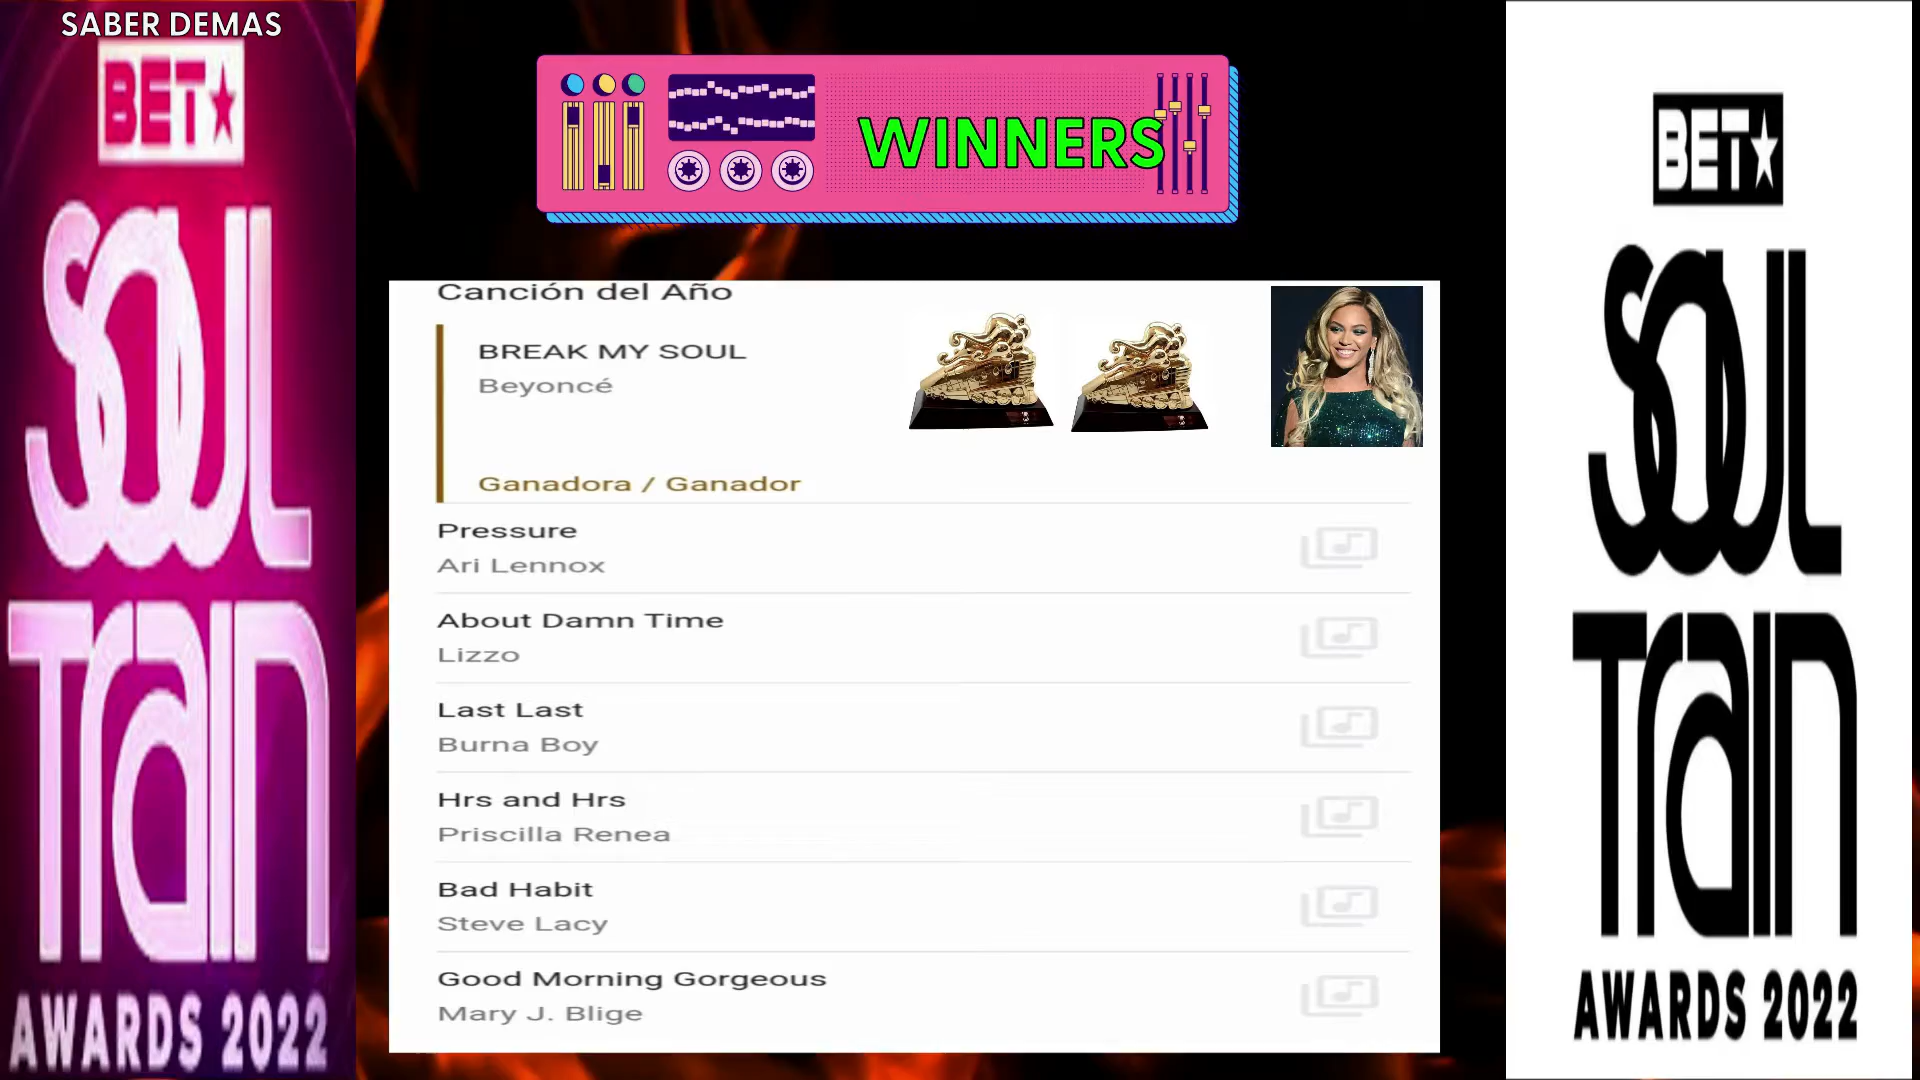 SABER DEMAS
BET★
SOUL
TRAIN
AWARDS 2022
WINNERS
Canción del Año
BREAK MY SOUL
Beyoncé
Ganadora / Ganador
Pressure
Ari Lennox
About Damn Time
Lizzo
Last Last
Burna Boy
Hrs and Hrs
Priscilla Renea
Bad Habit
Steve Lacy
Good Morning Gorgeous
Mary J. Blige
BET★
SOUL
TRAIN
AWARDS 2022